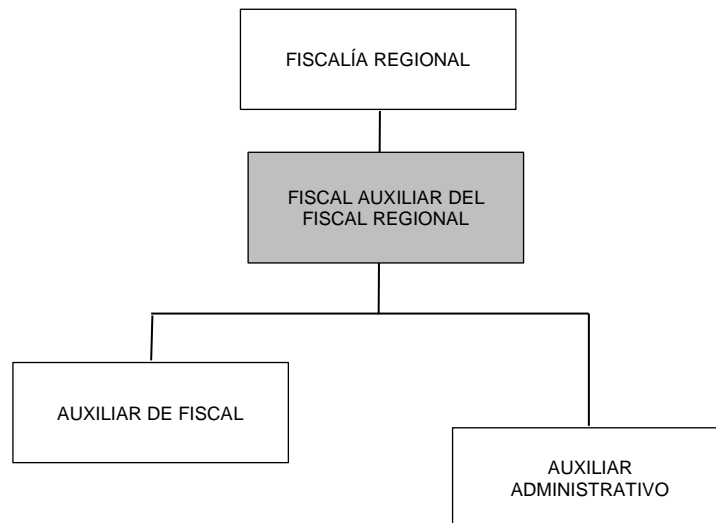 FISCALÍA REGIONAL
FISCAL AUXILIAR DEL
FISCAL REGIONAL
AUXILIAR DE FISCAL
AUXILIAR
ADMINISTRATIVO